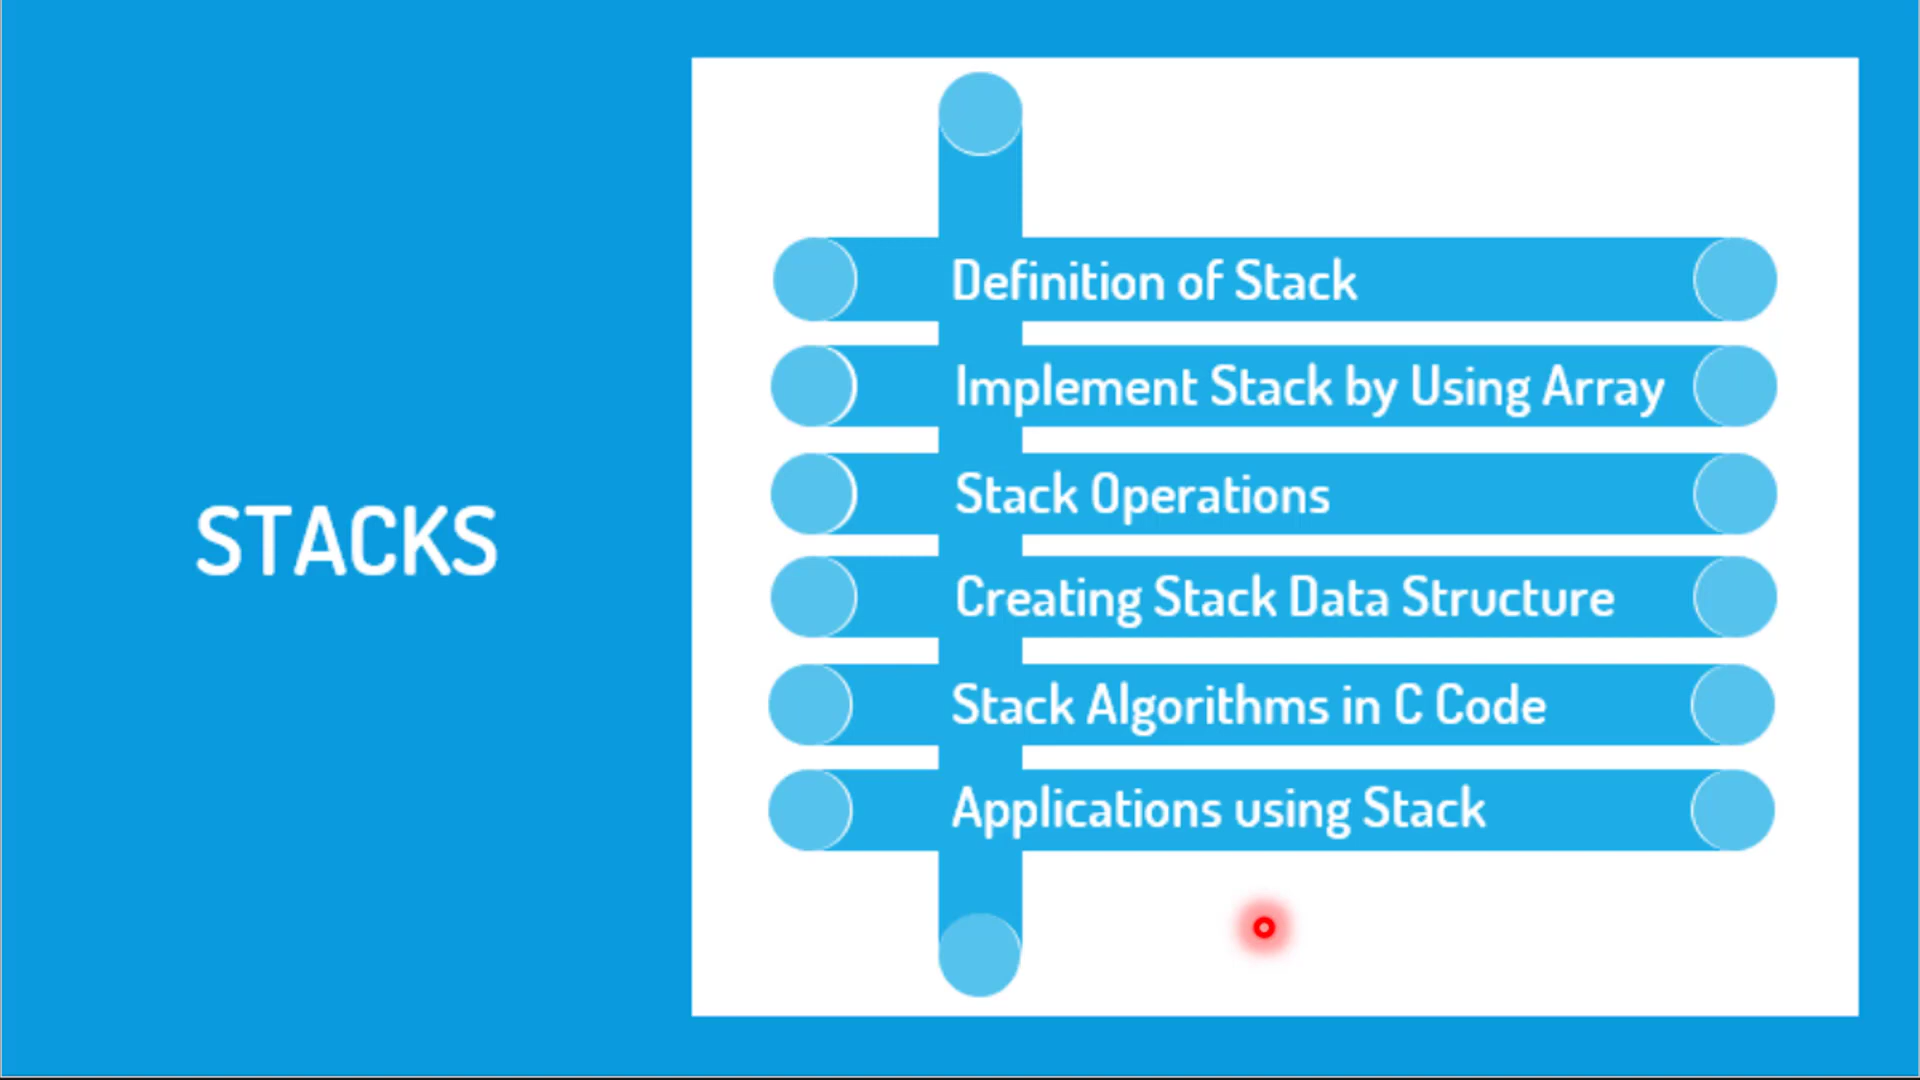 STACKS
Definition of Stack
Implement Stack by Using Array
Stack Operations
Creating Stack Data Structure
Stack Algorithms in C Code
Applications using Stack